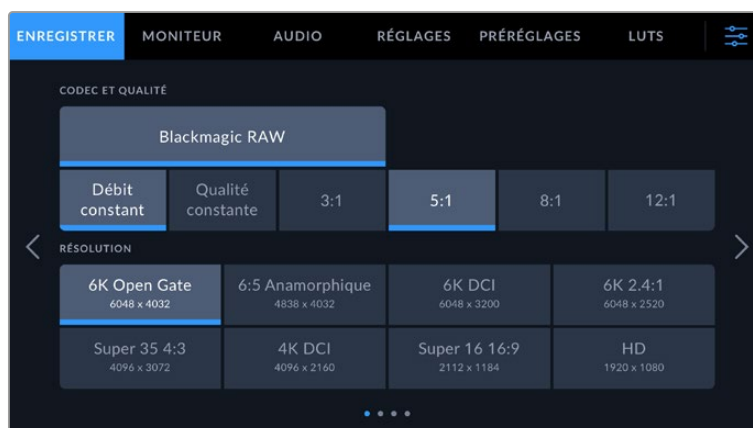 ENREGISTRER MONITEUR AUDIO RÉGLAGES PRÉRÉGLAGES LUTS
CODEC ET QUALITÉ
Blackmagic RAW
Débit constant Qualité constante 3:1 5:1 8:1 12:1
RÉSOLUTION
6K Open Gate 6:5 Anamorphique 6K DCI 6K 2.4:1
6048 x 4032 4838 x 4032 6048 x 3200 6048 x 2520
Super 35 4:3 4K DCI Super 16 16:9 HD
4096 x 3072 4096 x 2160 2112 x 1184 1920 x 1080